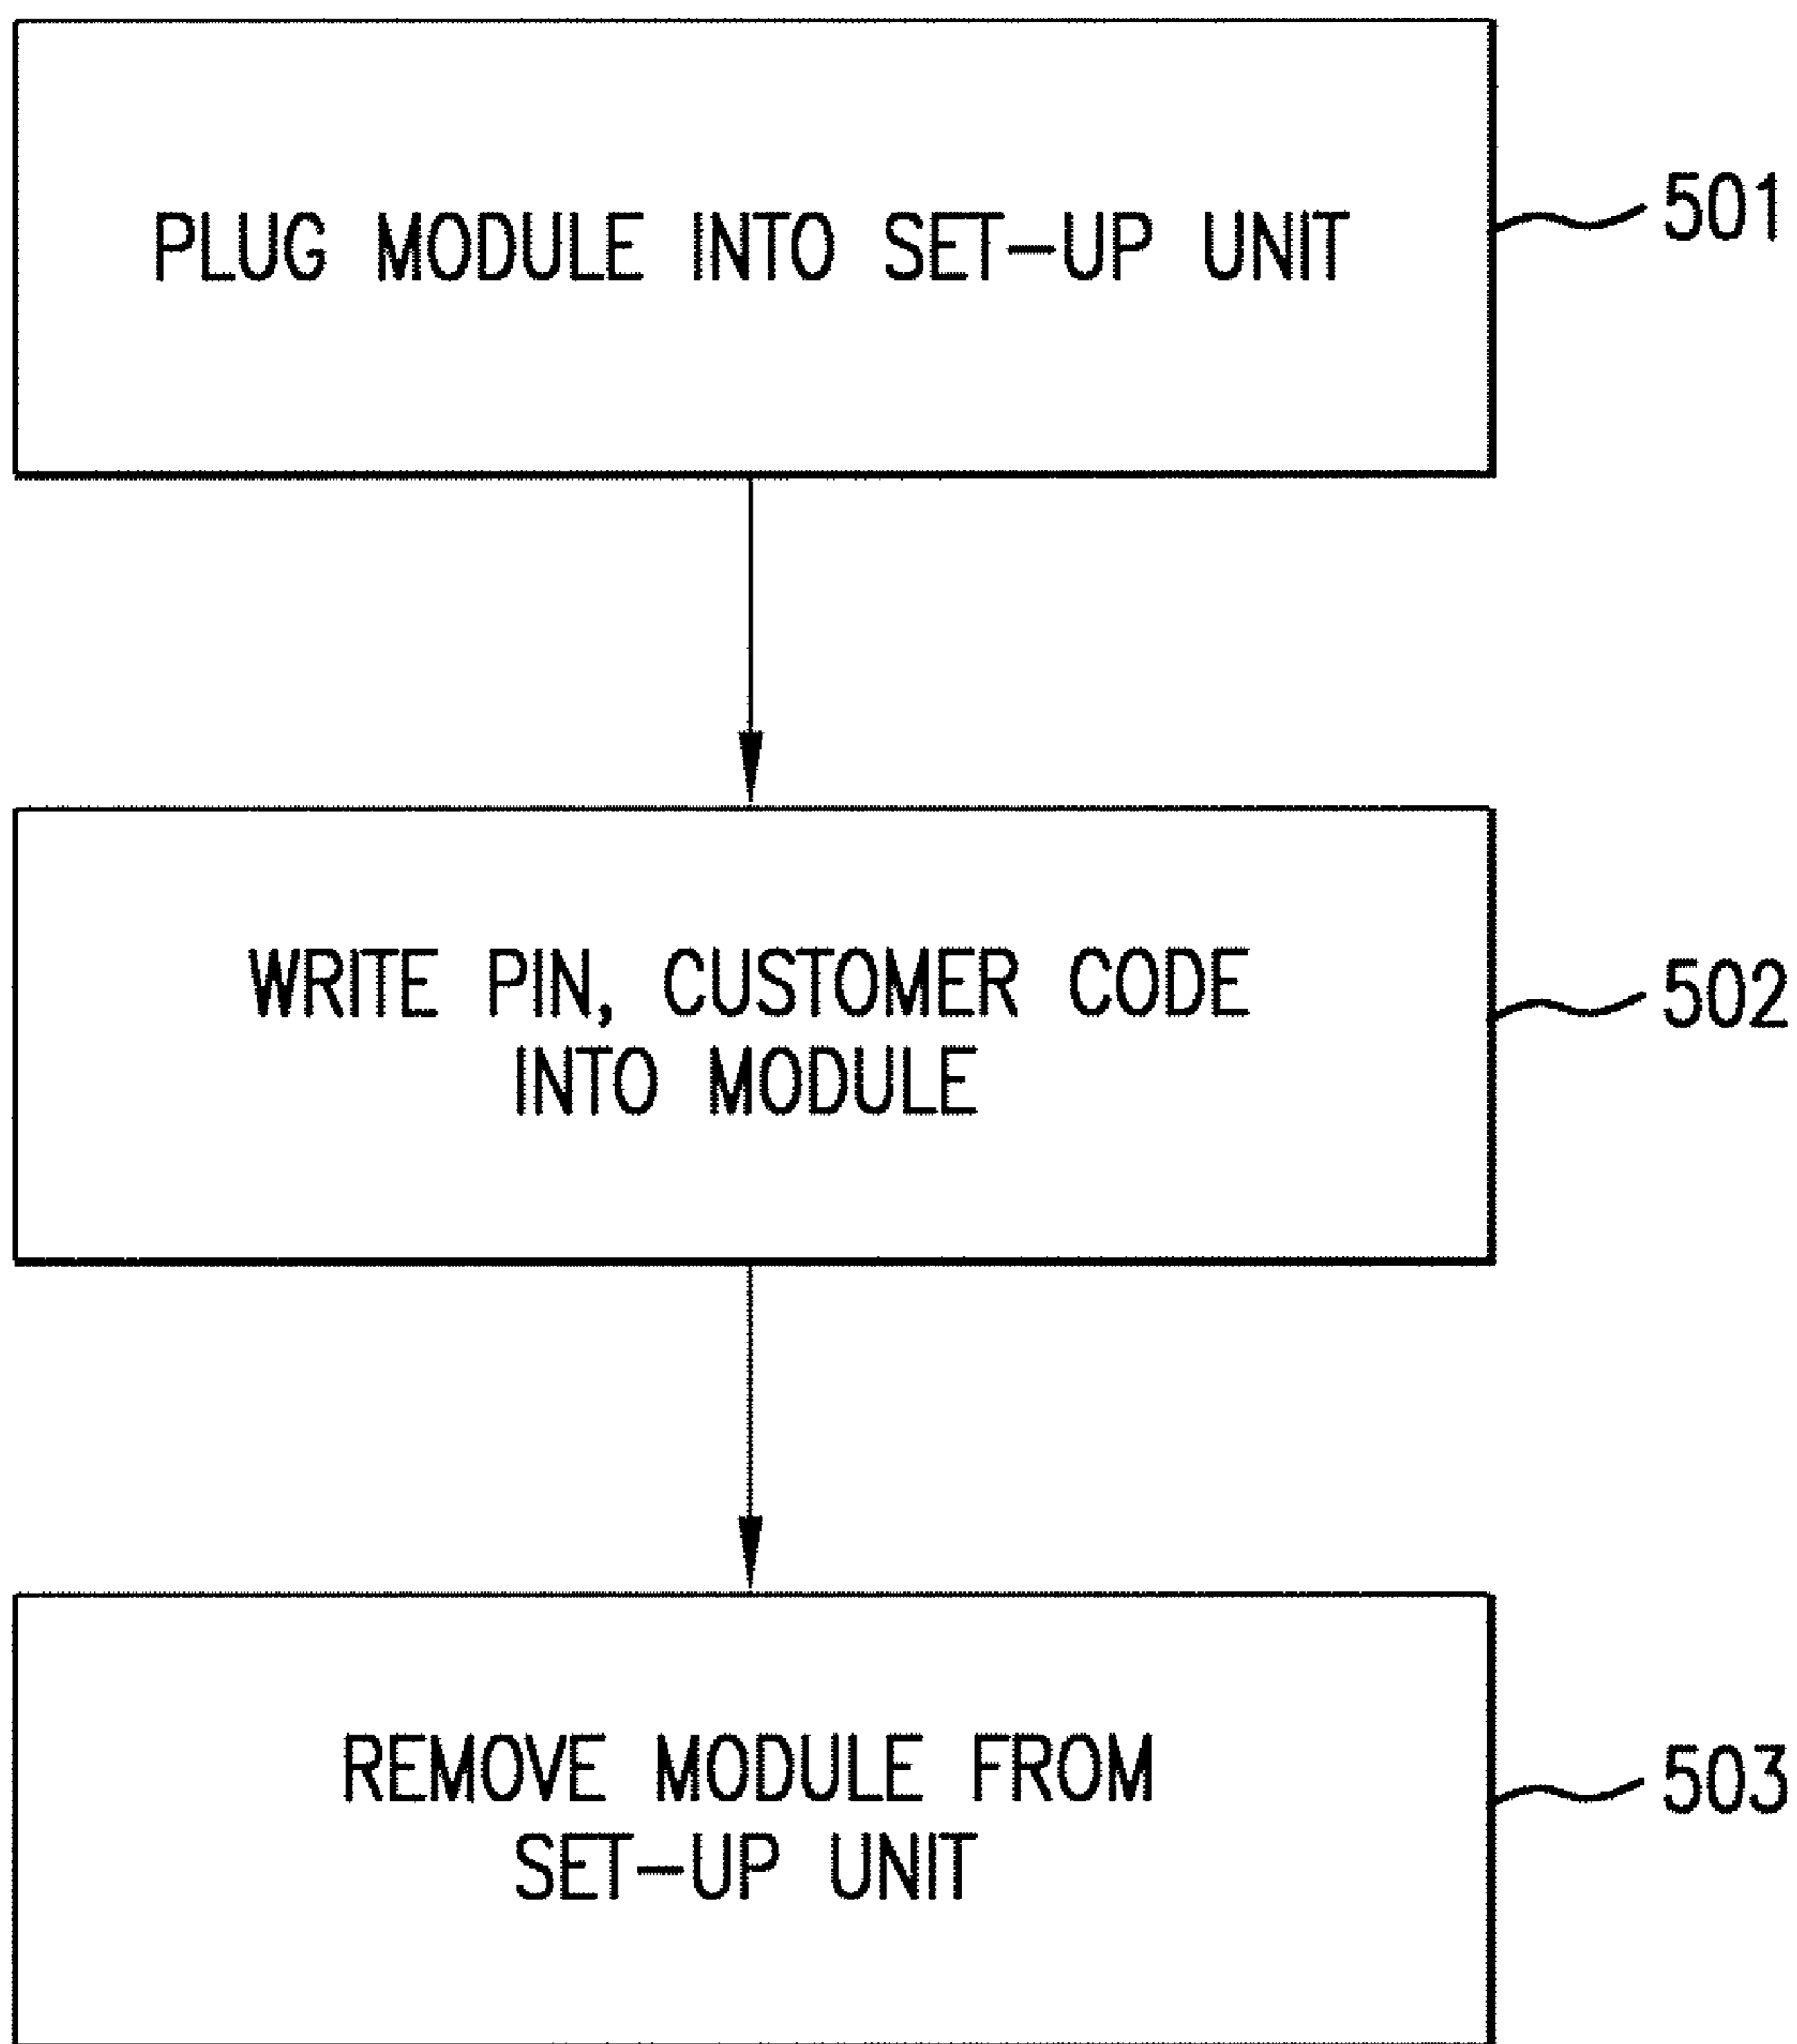 PLUG MODULE INTO SET-UP UNIT
501
WRITE PIN, CUSTOMER CODE
INTO MODULE
502
REMOVE MODULE FROM
SET-UP UNIT
503